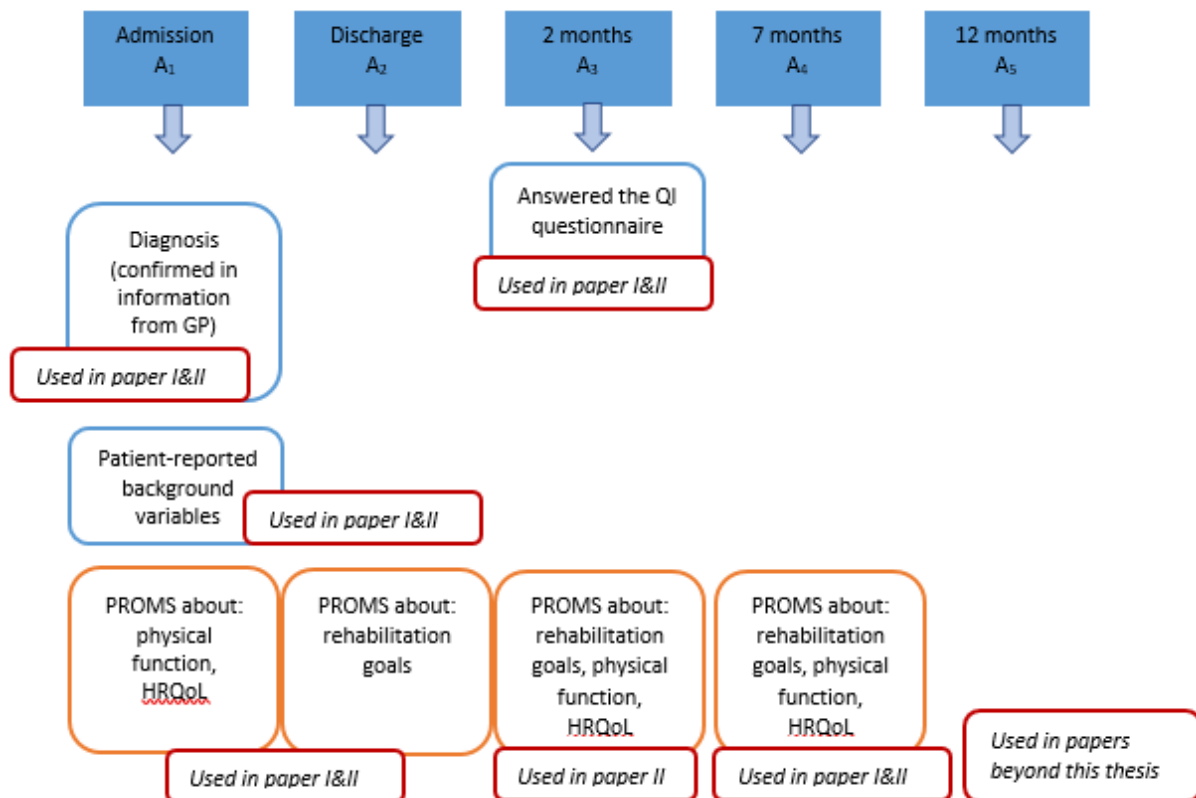 Admission
A₁
Discharge
A₂
2 months
A₃
7 months
A₄
12 months
A₅
Answered the QI
questionnaire
Used in paper I&II
Diagnosis
(confirmed in
information
from GP)
Used in paper I&II
Patient-reported
background
variables
Used in paper I&II
PROMS about:
physical
function,
HRQoL
PROMS about:
rehabilitation
goals
Used in paper I&II
PROMS about:
rehabilitation
goals, physical
function,
HRQoL
Used in paper II
PROMS about:
rehabilitation
goals, physical
function,
HRQoL
Used in paper I&II
Used in papers
beyond this thesis